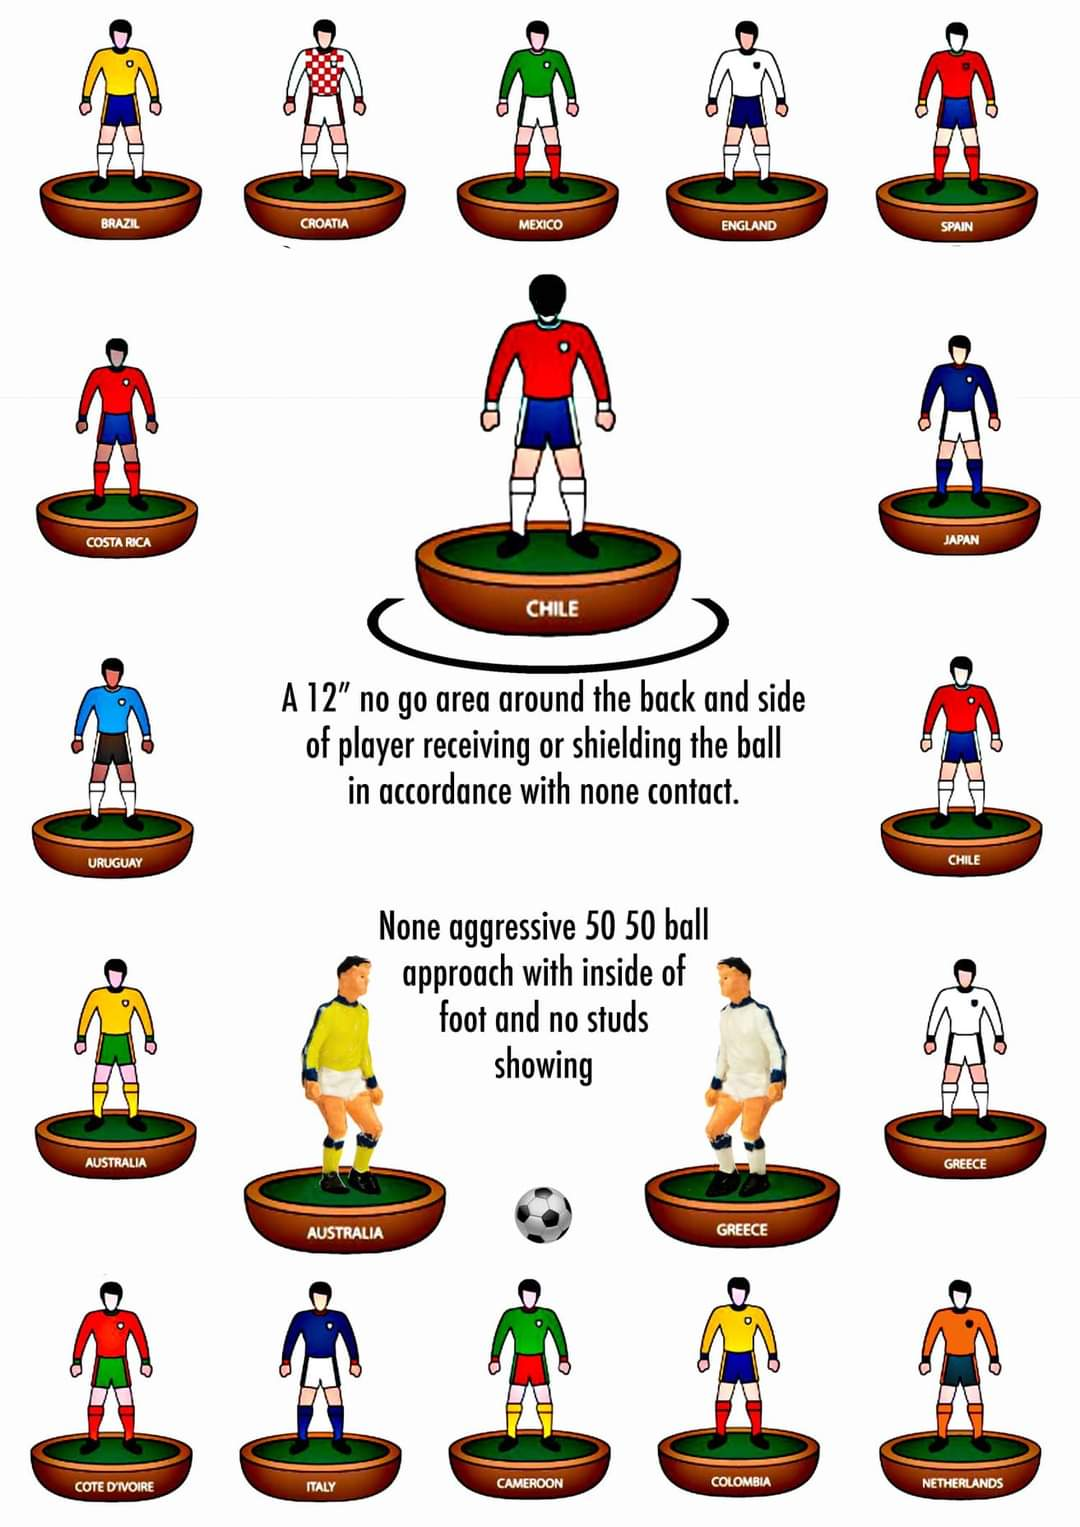 BRAZIL
CROATIA
MEXICO
ENGLAND
SPAIN
COSTA RICA
JAPAN
CHILE
A 12” no go area around the back and side
of player receiving or shielding the ball
in accordance with none contact.
URUGUAY
CHILE
None aggressive 50 50 ball
approach with inside of
foot and no studs
showing
AUSTRALIA
GREECE
AUSTRALIA
GREECE
COTE D'IVOIRE
ITALY
CAMEROON
COLOMBIA
NETHERLANDS